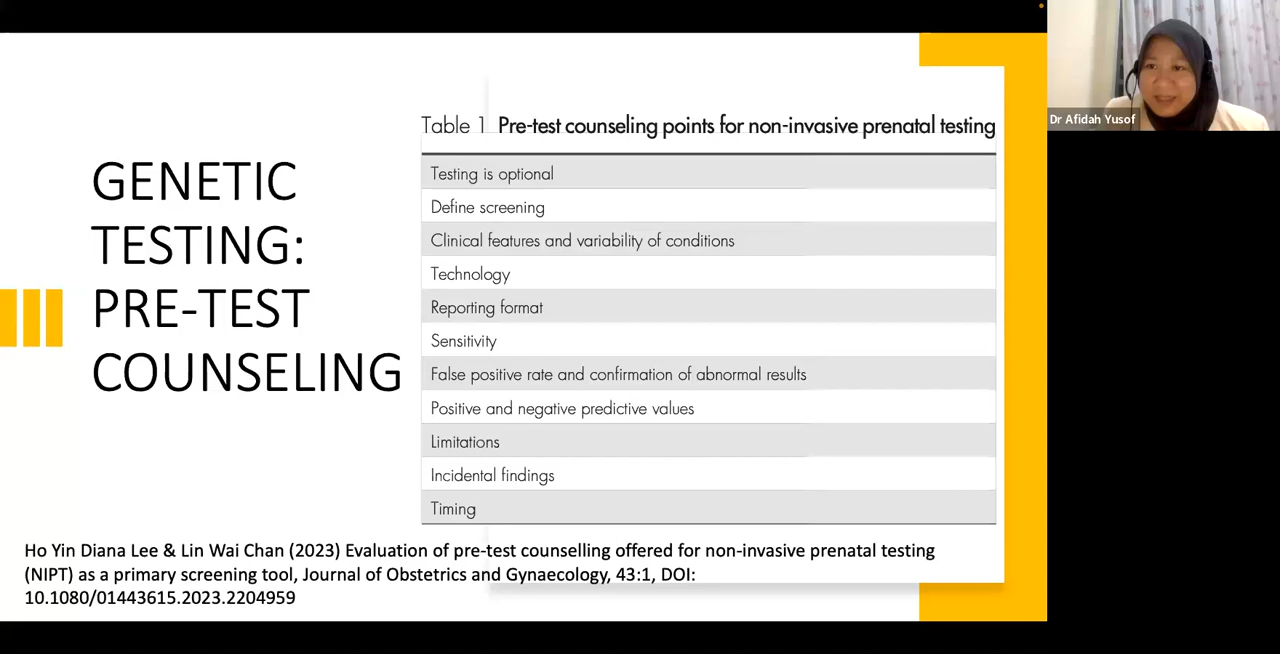 GENETIC
TESTING:
PRE-TEST
COUNSELING
Table 1 Pre-test counseling points for non-invasive prenatal testing
Testing is optional
Define screening
Clinical features and variability of conditions
Technology
Reporting format
Sensitivity
False positive rate and confirmation of abnormal results
Positive and negative predictive values
Limitations
Incidental findings
Timing
Ho Yin Diana Lee & Lin Wai Chan (2023) Evaluation of pre-test counselling offered for non-invasive prenatal testing
(NIPT) as a primary screening tool, Journal of Obstetrics and Gynaecology, 43:1, DOI:
10.1080/01443615.2023.2204959
Dr Afidah Yusof